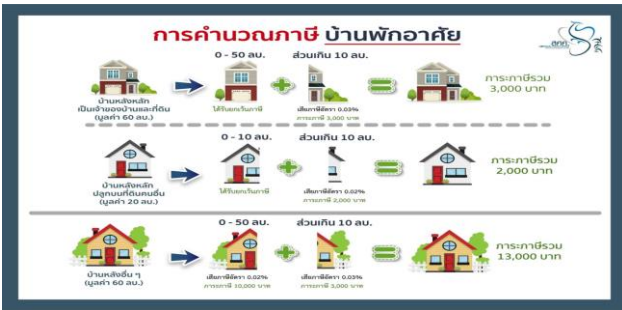 การคำนวณภาษี บ้านพักอาศัย
0 - 50 ลบ.
ส่วนเกิน 10 ลบ.
บ้านหลังหลัก
เป็นเจ้าของบ้านและที่ดิน
(มูลค่า 60 ลบ.)
ได้รับยกเว้นภาษี
เสียภาษีอัตรา 0.03%
ภาระภาษี 3,000 บาท
ภาระภาษีรวม
3,000 บาท
0 - 10 ลบ.
ส่วนเกิน 10 ลบ.
บ้านหลังหลัก
ปลูกบนที่ดินคนอื่น
(มูลค่า 20 ลบ.)
ได้รับยกเว้นภาษี
เสียภาษีอัตรา 0.02%
ภาระภาษี 2,000 บาท
ภาระภาษีรวม
2,000 บาท
0 - 50 ลบ.
ส่วนเกิน 10 ลบ.
บ้านหลังอื่น ๆ
(มูลค่า 60 ลบ.)
เสียภาษีอัตรา 0.02%
ภาระภาษี 10,000 บาท
เสียภาษีอัตรา 0.03%
ภาระภาษี 3,000 บาท
ภาระภาษีรวม
13,000 บาท